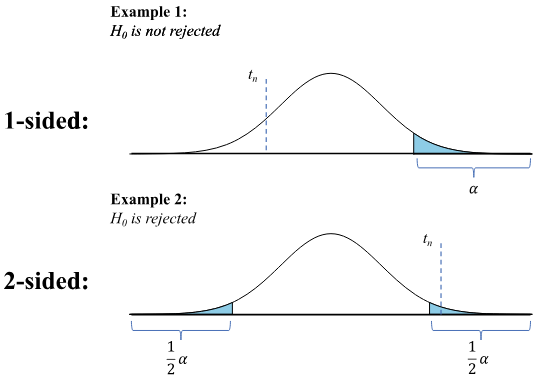 Example 1:
H₀ is not rejected
tₙ
1-sided:
α
Example 2:
H₀ is rejected
tₙ
2-sided:
1/2 α
1/2 α